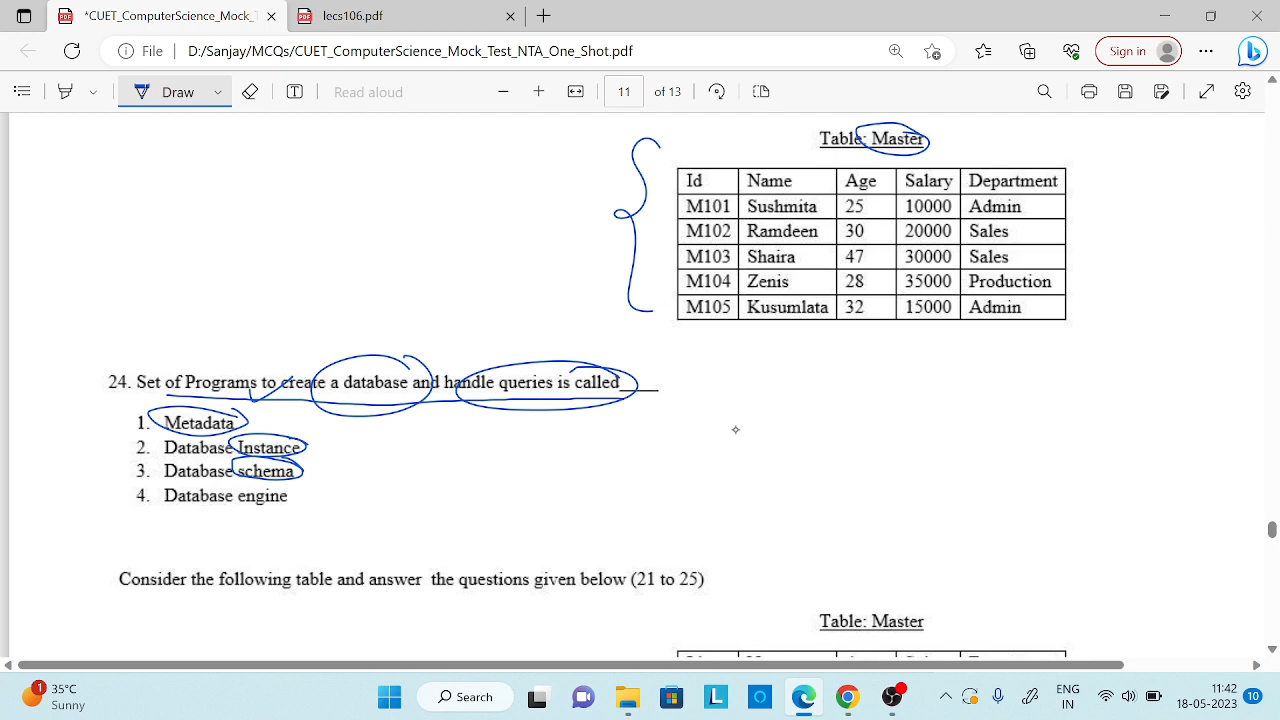 *CUET_ComputerScience_Mock_T
lecs106.pdf
File | D:/Sanjay/MCQs/CUET_ComputerScience_Mock_Test_NTA_One_Shot.pdf
Sign in
Draw
Read aloud
11 of 13
Table: Master
Id Name Age Salary Department
M101 Sushmita 25 10000 Admin
M102 Ramdeen 30 20000 Sales
M103 Shaira 47 30000 Sales
M104 Zenis 28 35000 Production
M105 Kusumlata 32 15000 Admin
24. Set of Programs to create a database and handle queries is called____
1. Metadata
2. Database Instance
3. Database schema
4. Database engine
Consider the following table and answer the questions given below (21 to 25)
Table: Master
1 35°C
Sunny
Search
ENG
IN
11:42
18-05-2023
10